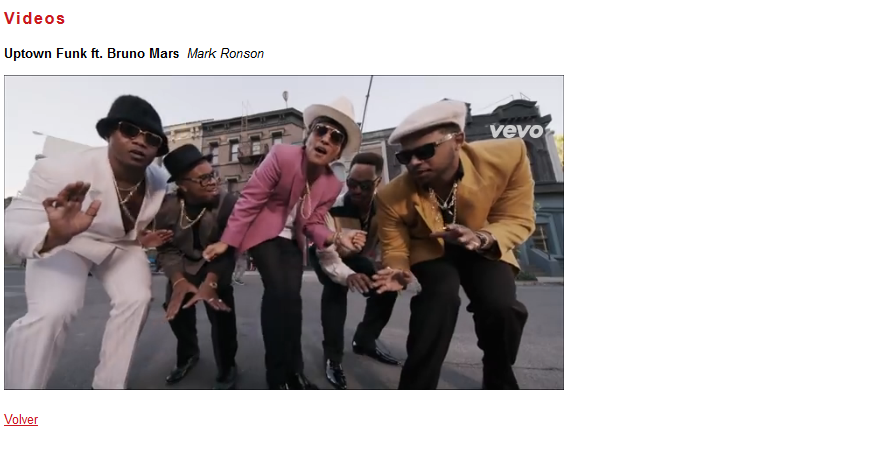 Videos
Uptown Funk ft. Bruno Mars Mark Ronson
vevo
Volver